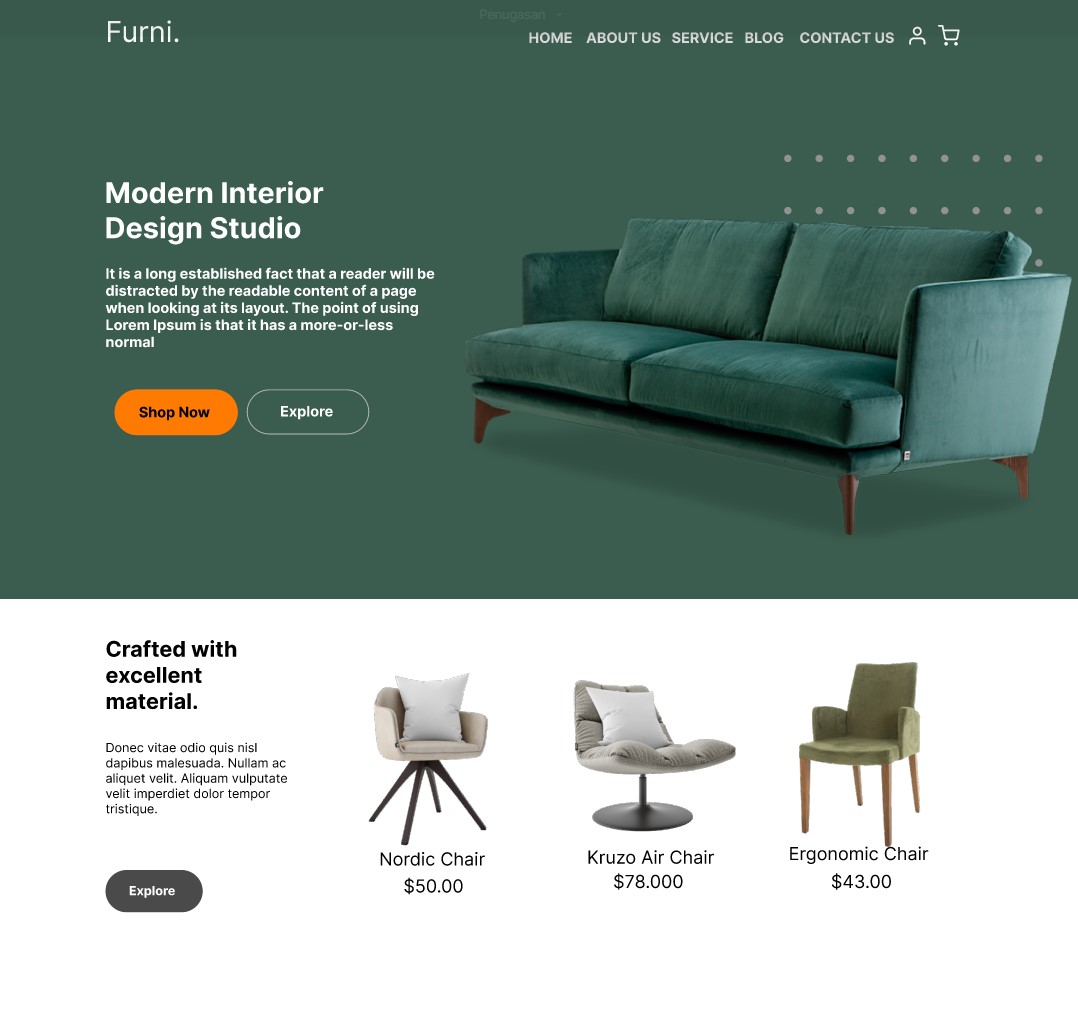 Penugasan
Furni.
HOME ABOUT US SERVICE BLOG CONTACT US
Modern Interior
Design Studio
It is a long established fact that a reader will be
distracted by the readable content of a page
when looking at its layout. The point of using
Lorem Ipsum is that it has a more-or-less
normal
Shop Now
Explore
Crafted with
excellent
material.
Donec vitae odio quis nisl
dapibus malesuada. Nullam ac
aliquet velit. Aliquam vulputate
velit imperdiet dolor tempor
tristique.
Explore
Nordic Chair
$50.00
Kruzo Air Chair
$78.000
Ergonomic Chair
$43.00